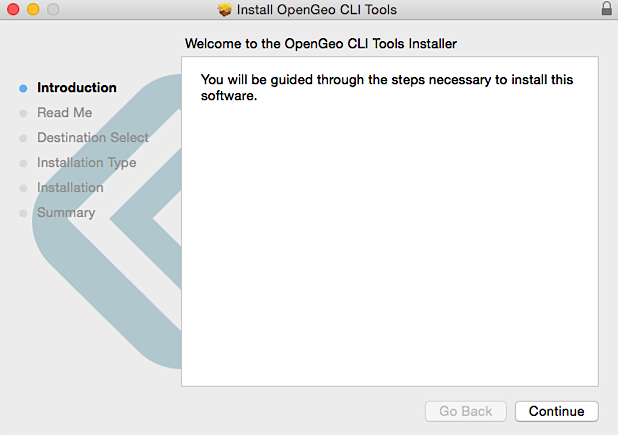 Install OpenGeo CLI Tools
Welcome to the OpenGeo CLI Tools Installer
Introduction
Read Me
Destination Select
Installation Type
Installation
Summary
You will be guided through the steps necessary to install this
software.
Go Back
Continue